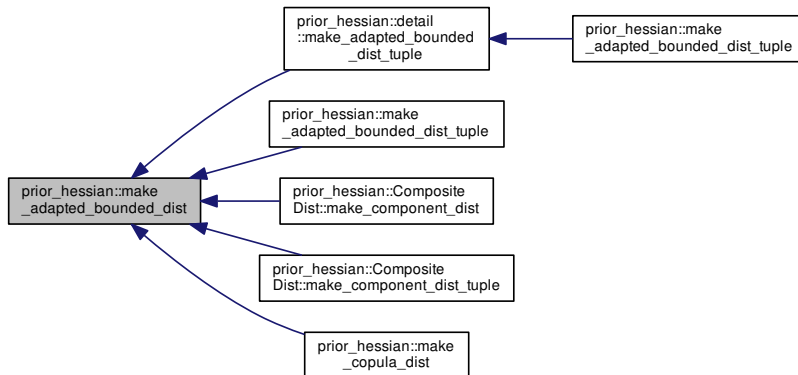 prior_hessian::detail
::make_adapted_bounded
_dist_tuple
prior_hessian::make
_adapted_bounded_dist_tuple
prior_hessian::make
_adapted_bounded_dist_tuple
prior_hessian::make
_adapted_bounded_dist
prior_hessian::Composite
Dist::make_component_dist
prior_hessian::Composite
Dist::make_component_dist_tuple
prior_hessian::make
_copula_dist